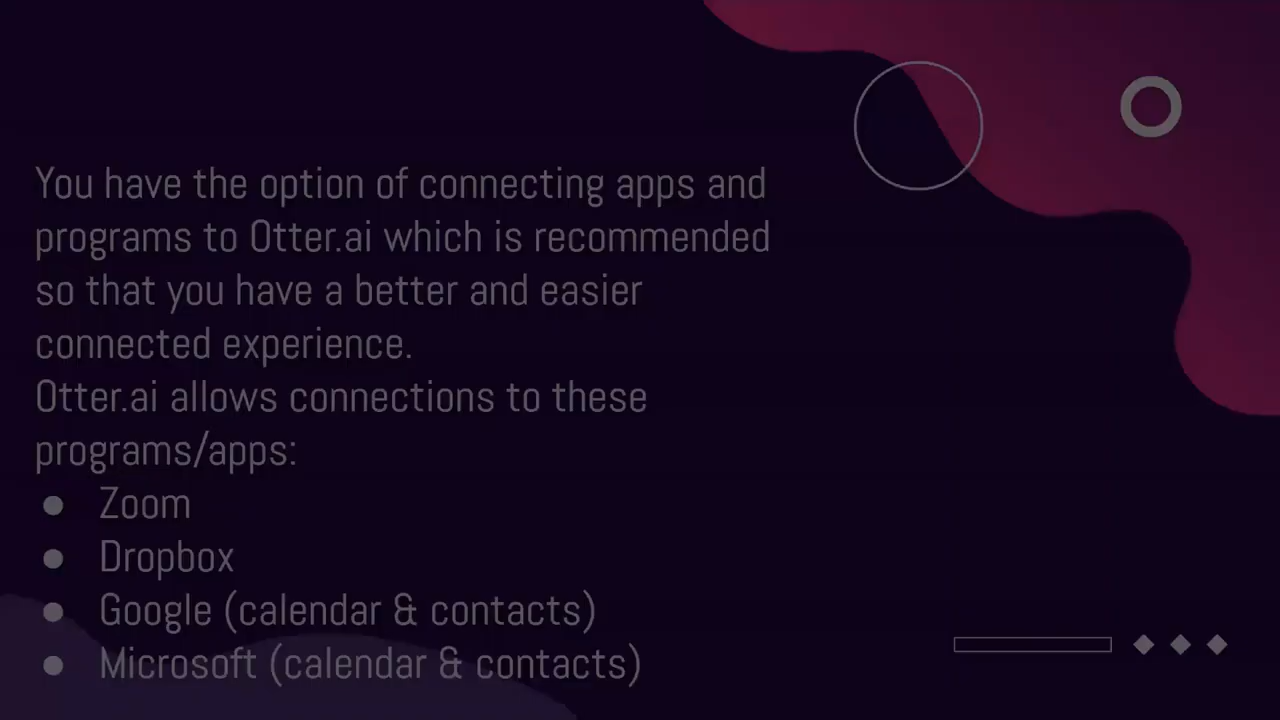 You have the option of connecting apps and
programs to Otter.ai which is recommended
so that you have a better and easier
connected experience.
Otter.ai allows connections to these
programs/apps:
● Zoom
● Dropbox
● Google (calendar & contacts)
● Microsoft (calendar & contacts)